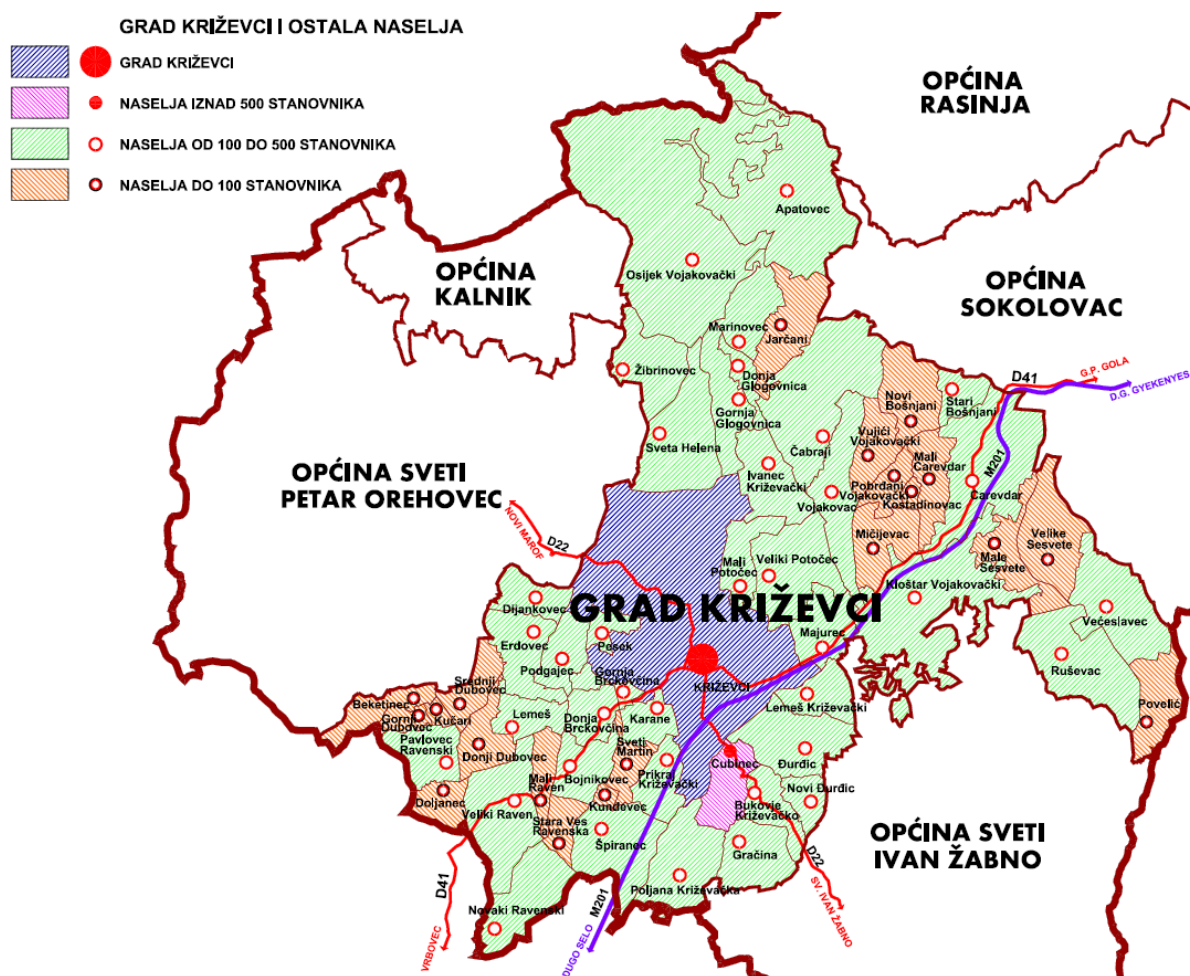 GRAD KRIŽEVCI I OSTALA NASELJA
GRAD KRIŽEVCI
NASELJA IZNAD 500 STANOVNIKA
NASELJA OD 100 DO 500 STANOVNIKA
NASELJA DO 100 STANOVNIKA
OPĆINA
RASINJA
Apatovec
OPĆINA
KALNIK
Osijek Vojakovački
OPĆINA
SOKOLOVAC
Marinovec
Jarčani
Žibrinovec
Donja
Glogovnica
D41
G.P. GOLA
D.G. GYEKENYES
Gornja
Glogovnica
Novi
Bošnjani
Stari
Bošnjani
Sveta Helena
Čabraji
Vujići
Vojakovački
Mali
Carevdar
M201
OPĆINA SVETI
PETAR OREHOVEC
Ivanec
Križevački
Vojakovac
Pobrđani
Vojakovački
Kostadinovac
Carevdar
NOVI MAROF
D22
Mičijevac
Male
Sesvete
Velike
Sesvete
Mali
Potočec
Veliki Potočec
Kloštar Vojakovački
Dijankovec
GRAD KRIŽEVCI
Većeslavec
Erdovec
Posek
Majurec
Podgajec
Gornja
Brckovčina
KRIŽEVCI
Ruševac
Srednji
Dubovec
Beketinec
Gornji
Dubovec
Kučari
Lemeš
Donja
Brckovčina
Karane
Lemeš Križevački
Povelić
Pavlovec
Ravenski
Donji Dubovec
Sveti
Martin
Cubinec
Đurđic
Mali
Raven
Bojnikovec
Prikraj
Križevački
Doljanec
Veliki Raven
Kunđevec
Bukovje
Križevačko
Novi Đurđic
Stara Ves
Ravenska
Špiranec
Gračina
D22
OPĆINA SVETI
IVAN ŽABNO
D41
Poljana Križevačka
M201
SV. IVAN ŽABNO
Novaki Ravenski
VRBOVEC
DUGO SELO